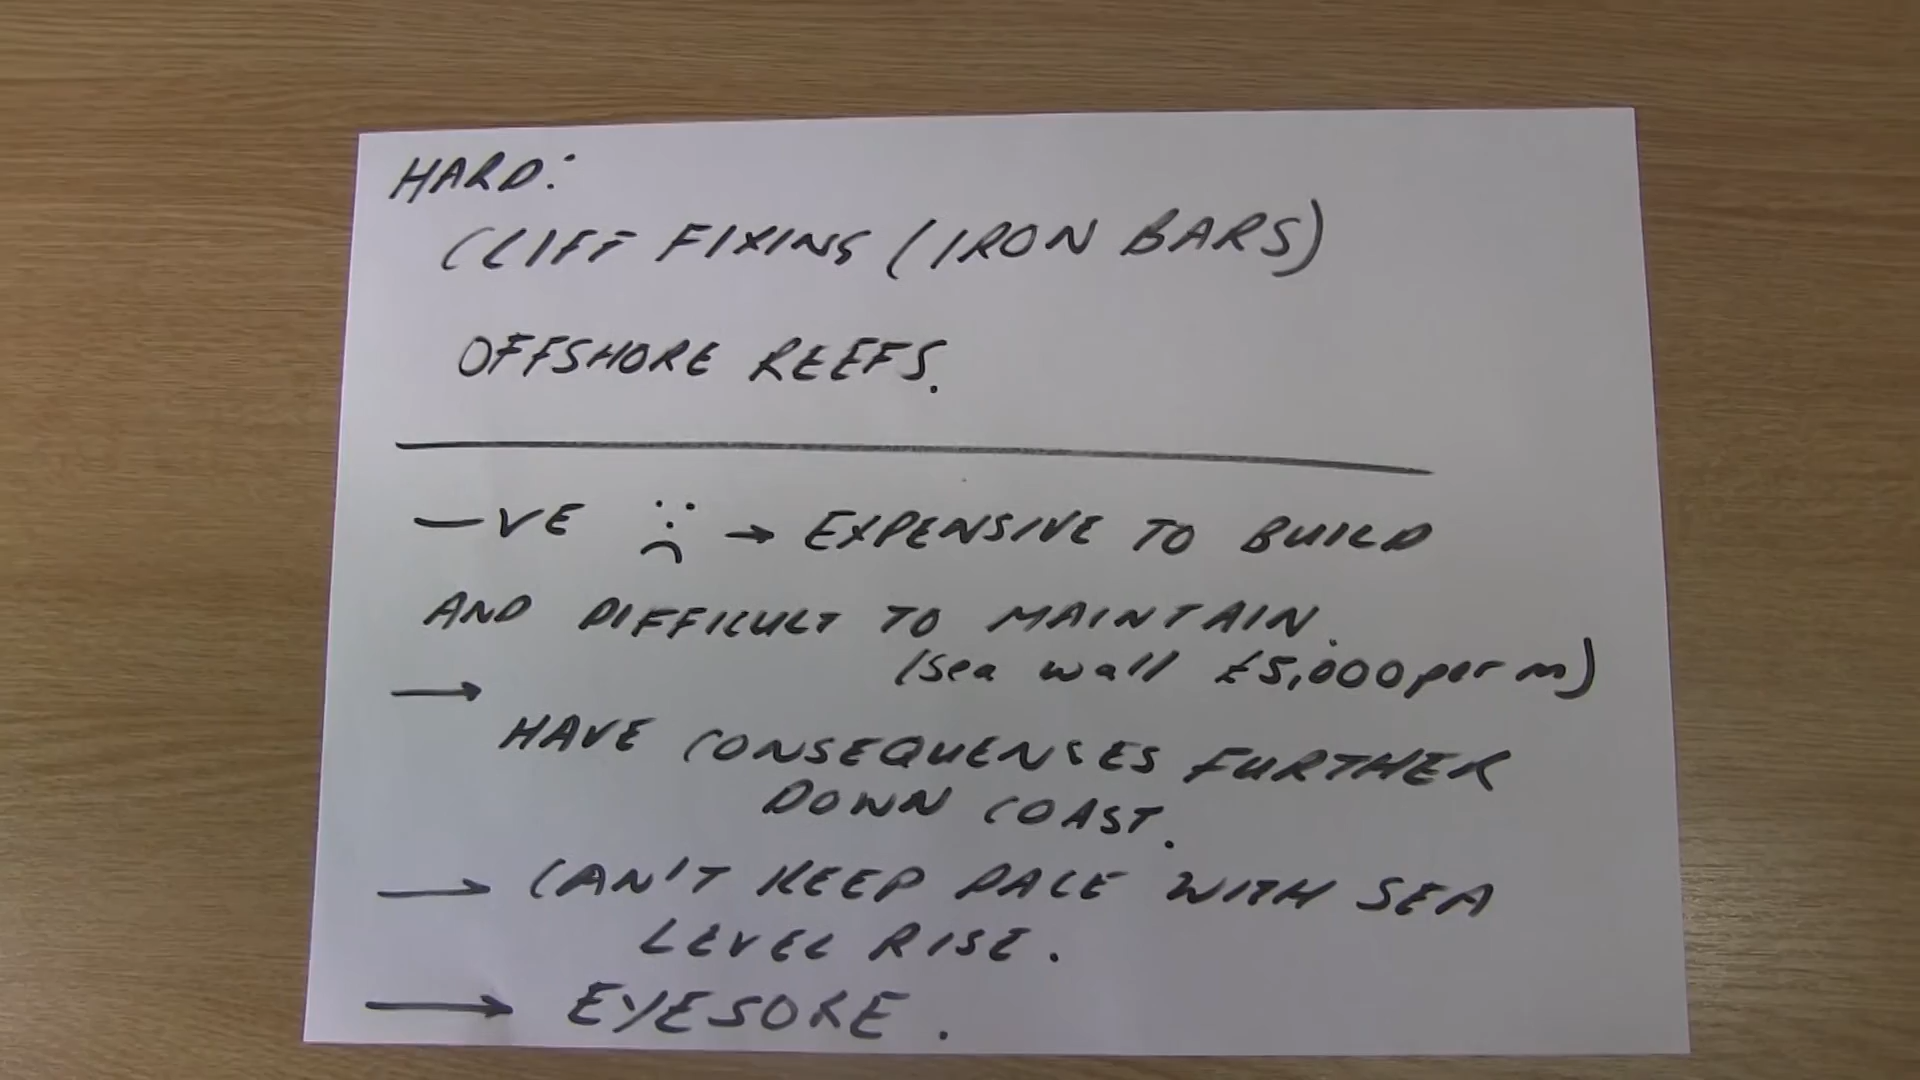 HARD:
CLIFF FIXING (IRON BARS)
OFFSHORE REEFS.
—VE → EXPENSIVE TO BUILD
AND DIFFICULT TO MAINTAIN.
(sea wall £5,000 per m)
→
HAVE CONSEQUENCES FURTHER
DOWN COAST.
→ CAN'T KEEP PACE WITH SEA
LEVEL RISE.
→ EYESORE.